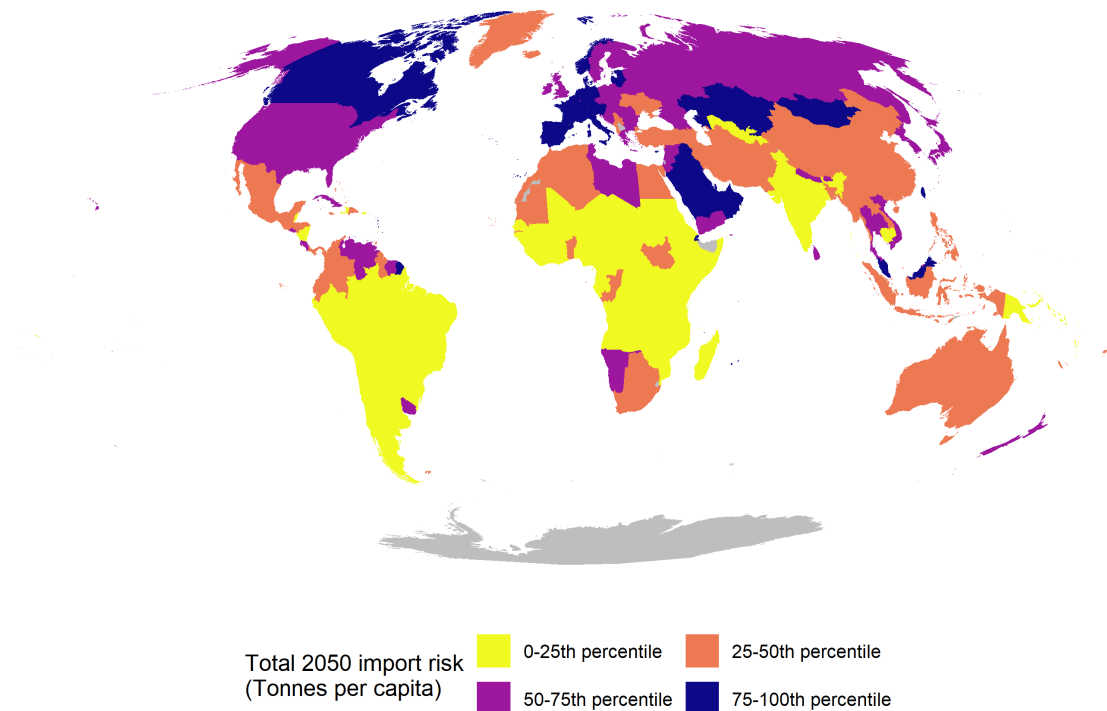 Total 2050 import risk
(Tonnes per capita)
0-25th percentile
25-50th percentile
50-75th percentile
75-100th percentile